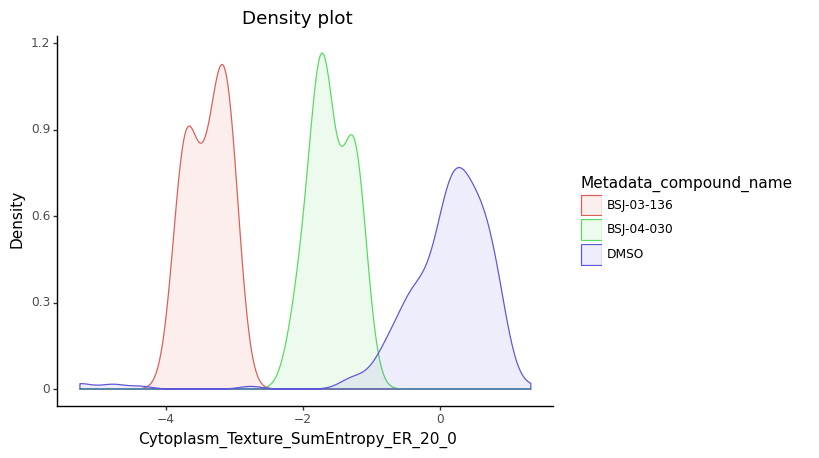 Density plot
1.2
0.9
0.6
0.3
0
Density
−4
−2
0
Cytoplasm_Texture_SumEntropy_ER_20_0
Metadata_compound_name
BSJ-03-136
BSJ-04-030
DMSO